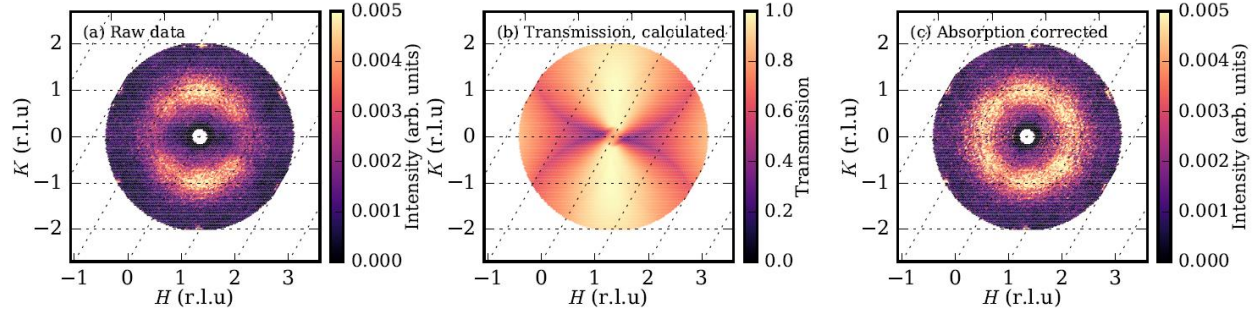 (a) Raw data
2
1
0
−1
−2
K (r.l.u)
−1 0 1 2 3
H (r.l.u)
0.005
0.004
0.003
0.002
0.001
0.000
Intensity (arb. units)
(b) Transmission, calculated
2
1
0
−1
−2
K (r.l.u)
−1 0 1 2 3
H (r.l.u)
1.0
0.8
0.6
0.4
0.2
0.0
Transmission
(c) Absorption corrected
2
1
0
−1
−2
K (r.l.u)
−1 0 1 2 3
H (r.l.u)
0.005
0.004
0.003
0.002
0.001
0.000
Intensity (arb. units)